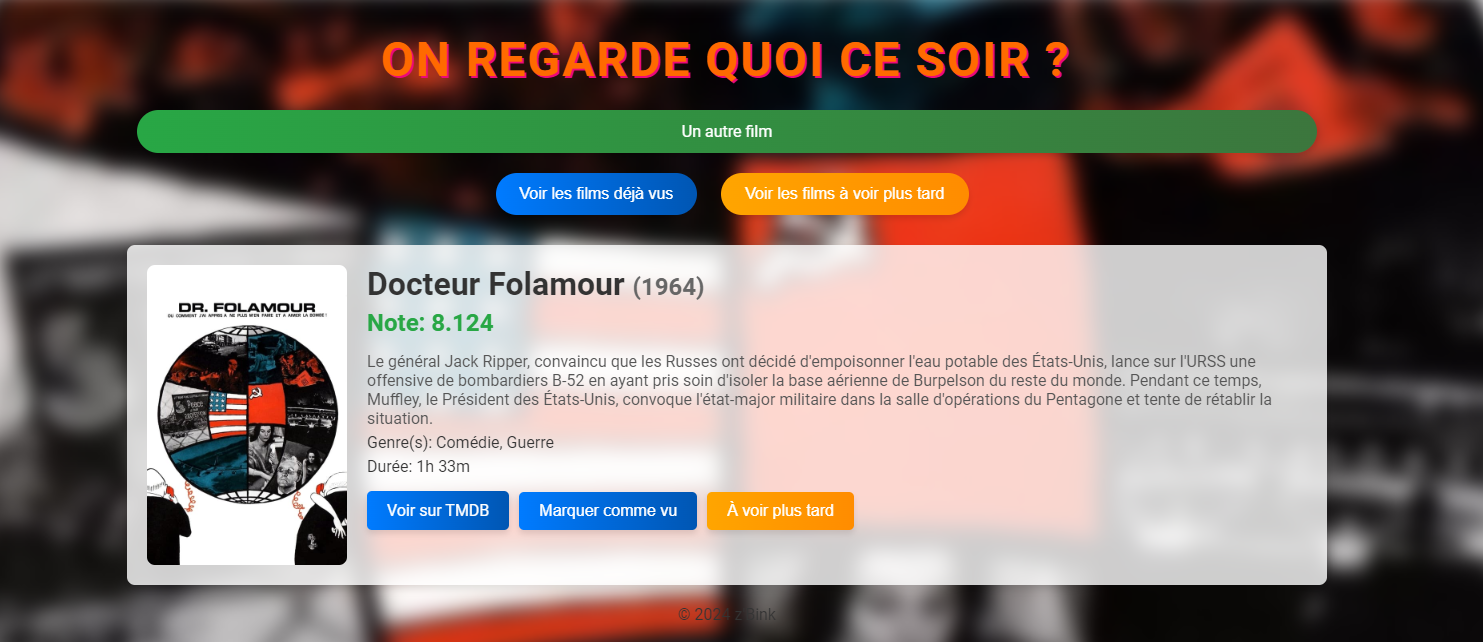 ON REGARDE QUOI CE SOIR ?
Un autre film
Voir les films déjà vus
Voir les films à voir plus tard
DR. FOLAMOUR
OU COMMENT J'AI APPRIS A NE PLUS M'EN FAIRE ET A AIMER LA BOMBE !
Docteur Folamour (1964)
Note: 8.124
Le général Jack Ripper, convaincu que les Russes ont décidé d'empoisonner l'eau potable des États-Unis, lance sur l'URSS une
offensive de bombardiers B-52 en ayant pris soin d'isoler la base aérienne de Burpelson du reste du monde. Pendant ce temps,
Muffley, le Président des États-Unis, convoque l'état-major militaire dans la salle d'opérations du Pentagone et tente de rétablir la
situation.
Genre(s): Comédie, Guerre
Durée: 1h 33m
Voir sur TMDB
Marquer comme vu
À voir plus tard
© 2024